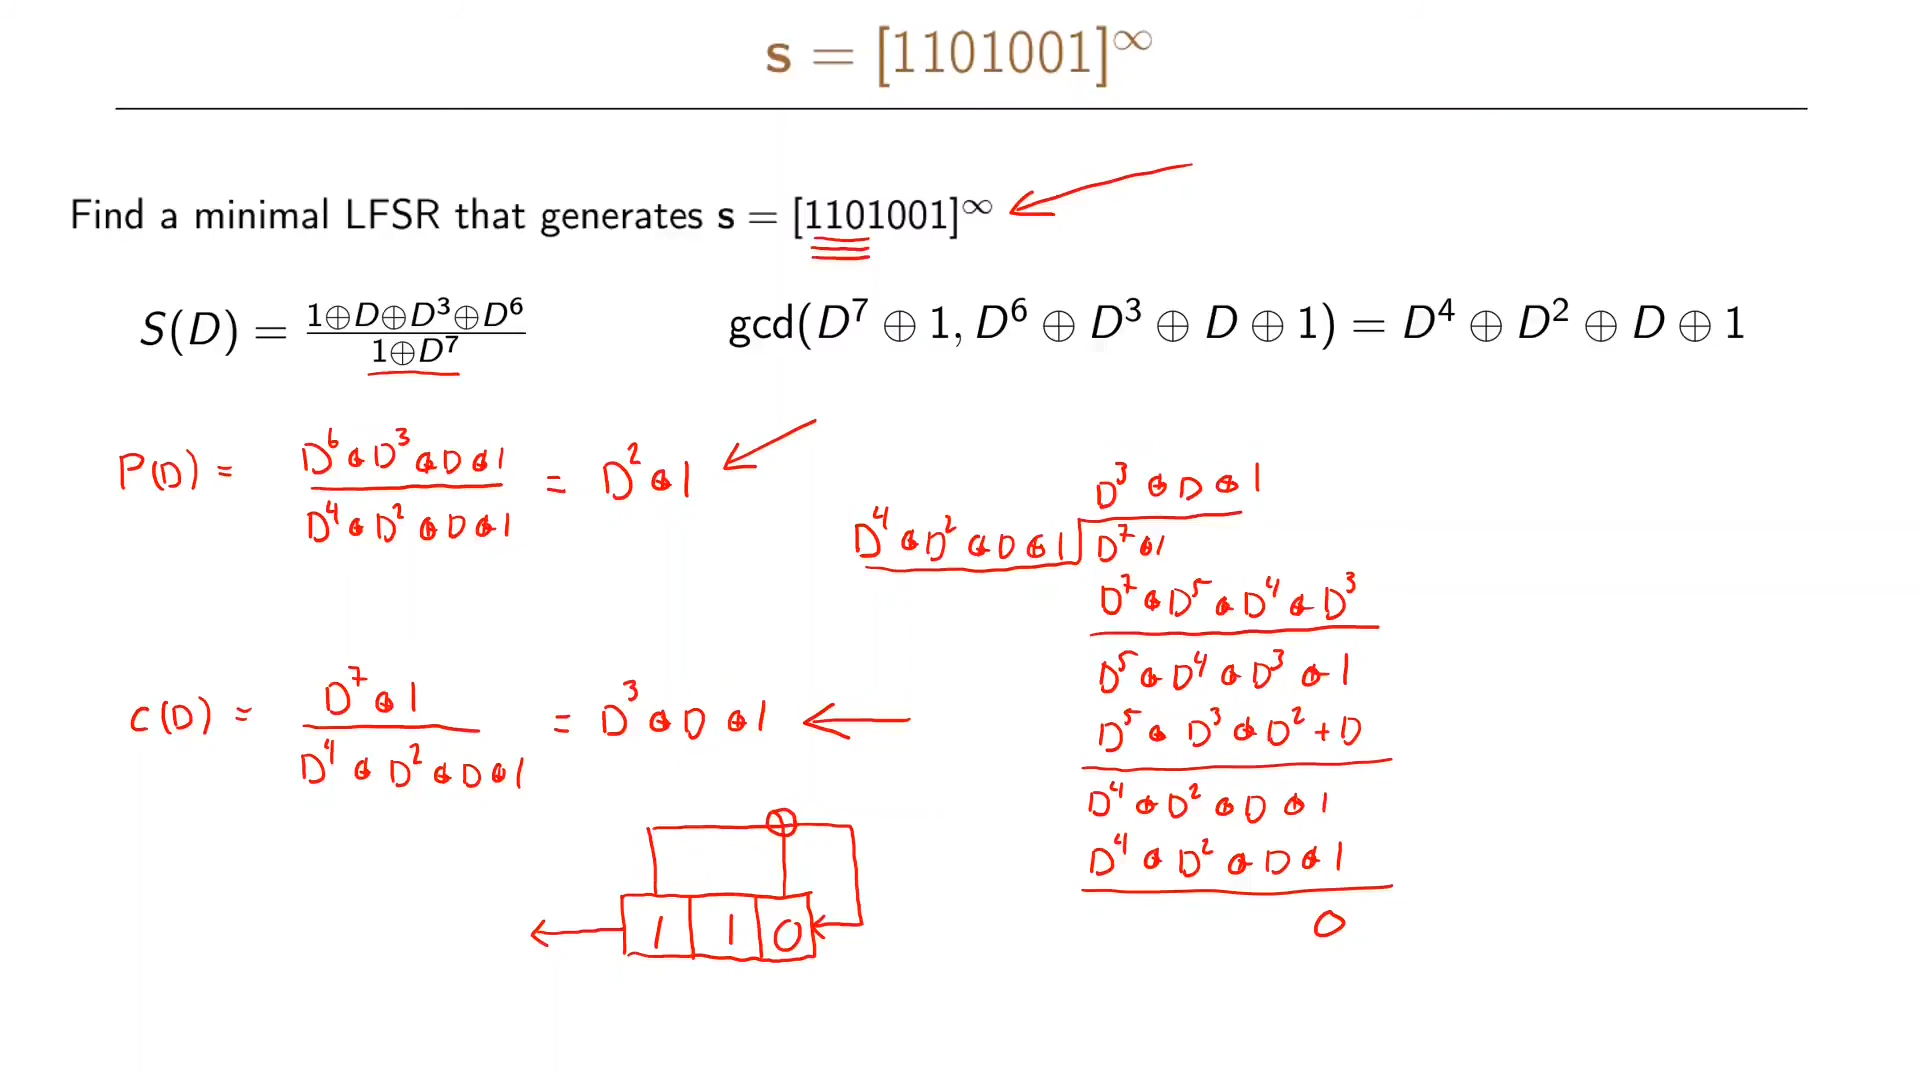 s = [1101001]^∞
Find a minimal LFSR that generates s = [1101001]^∞
S(D) = (1⊕D⊕D³⊕D⁶)/(1⊕D⁷)
gcd(D⁷ ⊕ 1, D⁶ ⊕ D³ ⊕ D ⊕ 1) = D⁴ ⊕ D² ⊕ D ⊕ 1
P(D) = (D⁶⊕D³⊕D⊕1)/(D⁴⊕D²⊕D⊕1) = D²⊕1
C(D) = (D⁷⊕1)/(D⁴⊕D²⊕D⊕1) = D³⊕D⊕1
1 1 0
D³⊕D⊕1
D⁴⊕D²⊕D⊕1 D⁷⊕1
D⁷⊕D⁵⊕D⁴⊕D³
D⁵⊕D⁴⊕D³⊕1
D⁵⊕D³⊕D²+D
D⁴⊕D²⊕D⊕1
D⁴⊕D²⊕D⊕1
0